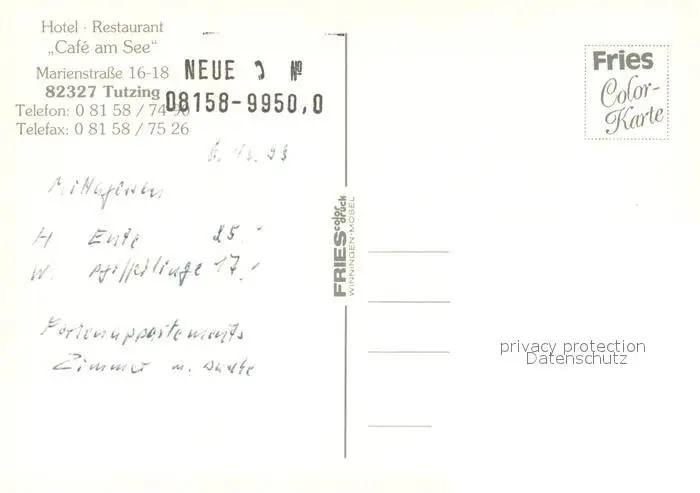 Hotel · Restaurant
„Café am See“
Marienstraße 16-18
82327 Tutzing
Telefon: 0 81 58 / 74 90
Telefax: 0 81 58 / 75 26
NEUE № 
08158-9950,0
Mittagessen
H Ente 25.-
W. Pfifferlinge 17.-
Ferienappartements
Zimmer u.
FRIES color druck
WINNINGEN-MOSEL
Fries
Color-
Karte
privacy protection
Datenschutz